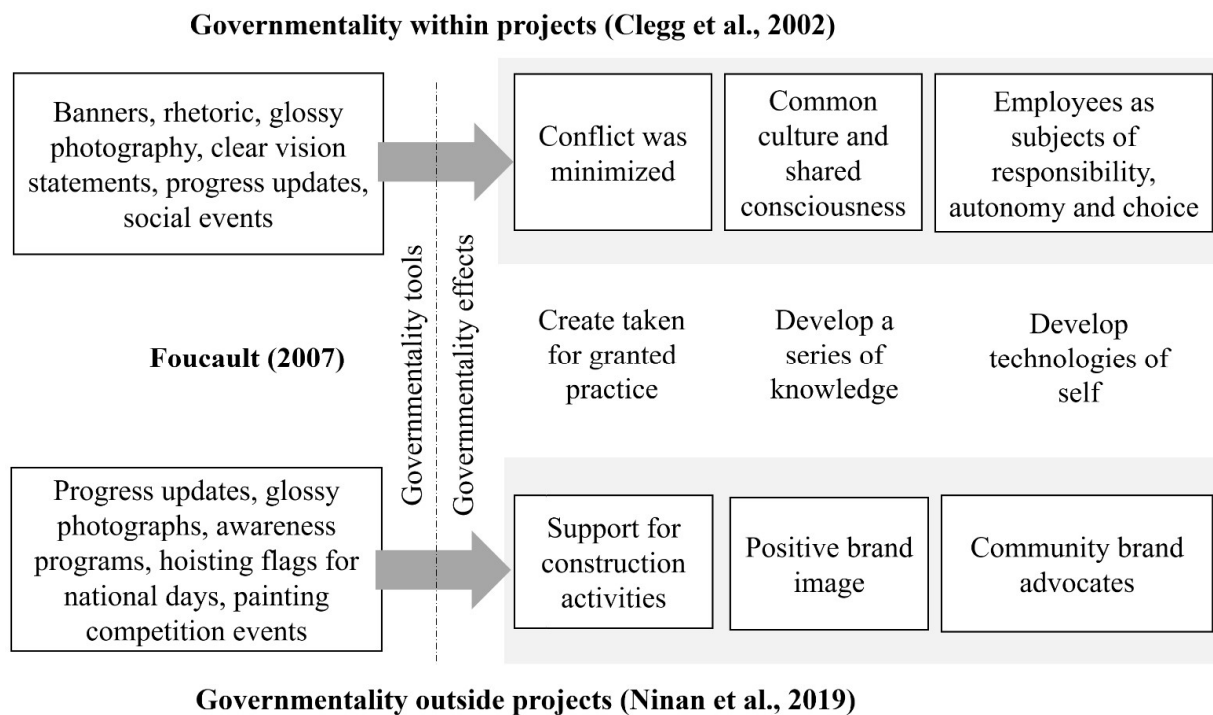 Governmentality within projects (Clegg et al., 2002)
Banners, rhetoric, glossy
photography, clear vision
statements, progress updates,
social events
Conflict was
minimized
Common
culture and
shared
consciousness
Employees as
subjects of
responsibility,
autonomy and choice
Foucault (2007)
Governmentality tools
Governmentality effects
Create taken
for granted
practice
Develop a
series of
knowledge
Develop
technologies of
self
Progress updates, glossy
photographs, awareness
programs, hoisting flags for
national days, painting
competition events
Support for
construction
activities
Positive brand
image
Community brand
advocates
Governmentality outside projects (Ninan et al., 2019)